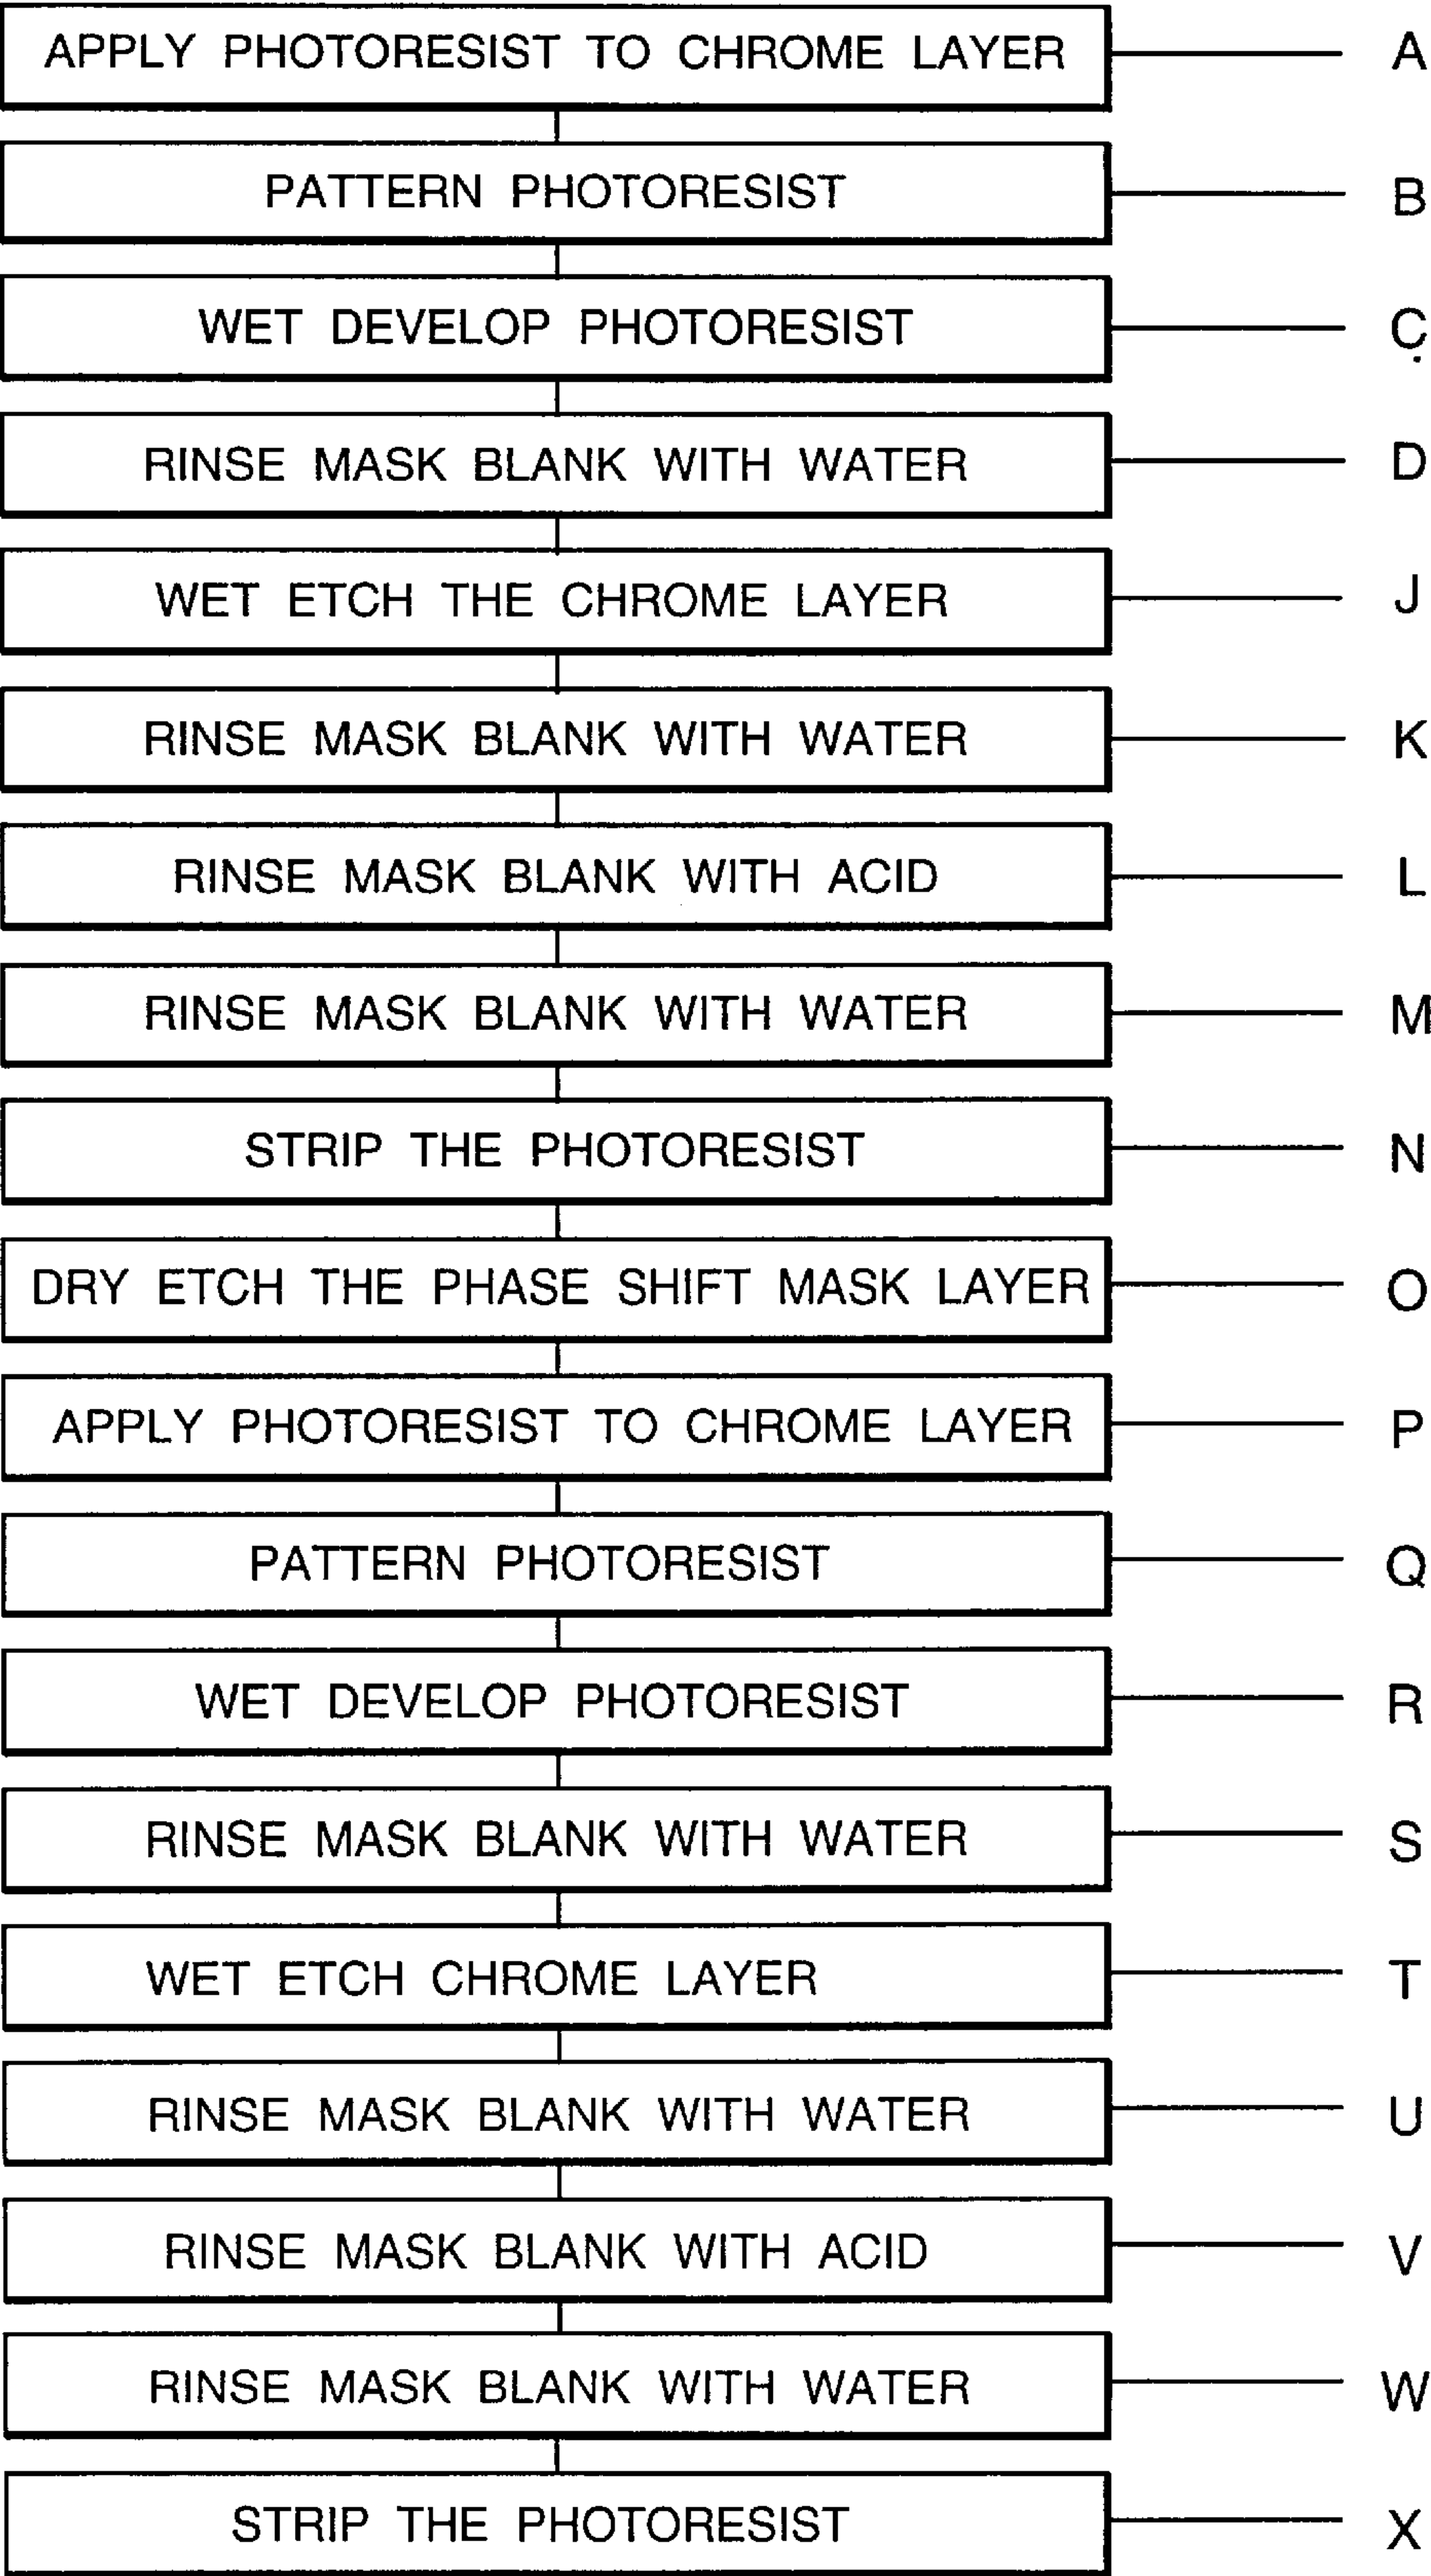 APPLY PHOTORESIST TO CHROME LAYER A
PATTERN PHOTORESIST B
WET DEVELOP PHOTORESIST C
RINSE MASK BLANK WITH WATER D
WET ETCH THE CHROME LAYER J
RINSE MASK BLANK WITH WATER K
RINSE MASK BLANK WITH ACID L
RINSE MASK BLANK WITH WATER M
STRIP THE PHOTORESIST N
DRY ETCH THE PHASE SHIFT MASK LAYER O
APPLY PHOTORESIST TO CHROME LAYER P
PATTERN PHOTORESIST Q
WET DEVELOP PHOTORESIST R
RINSE MASK BLANK WITH WATER S
WET ETCH CHROME LAYER T
RINSE MASK BLANK WITH WATER U
RINSE MASK BLANK WITH ACID V
RINSE MASK BLANK WITH WATER W
STRIP THE PHOTORESIST X